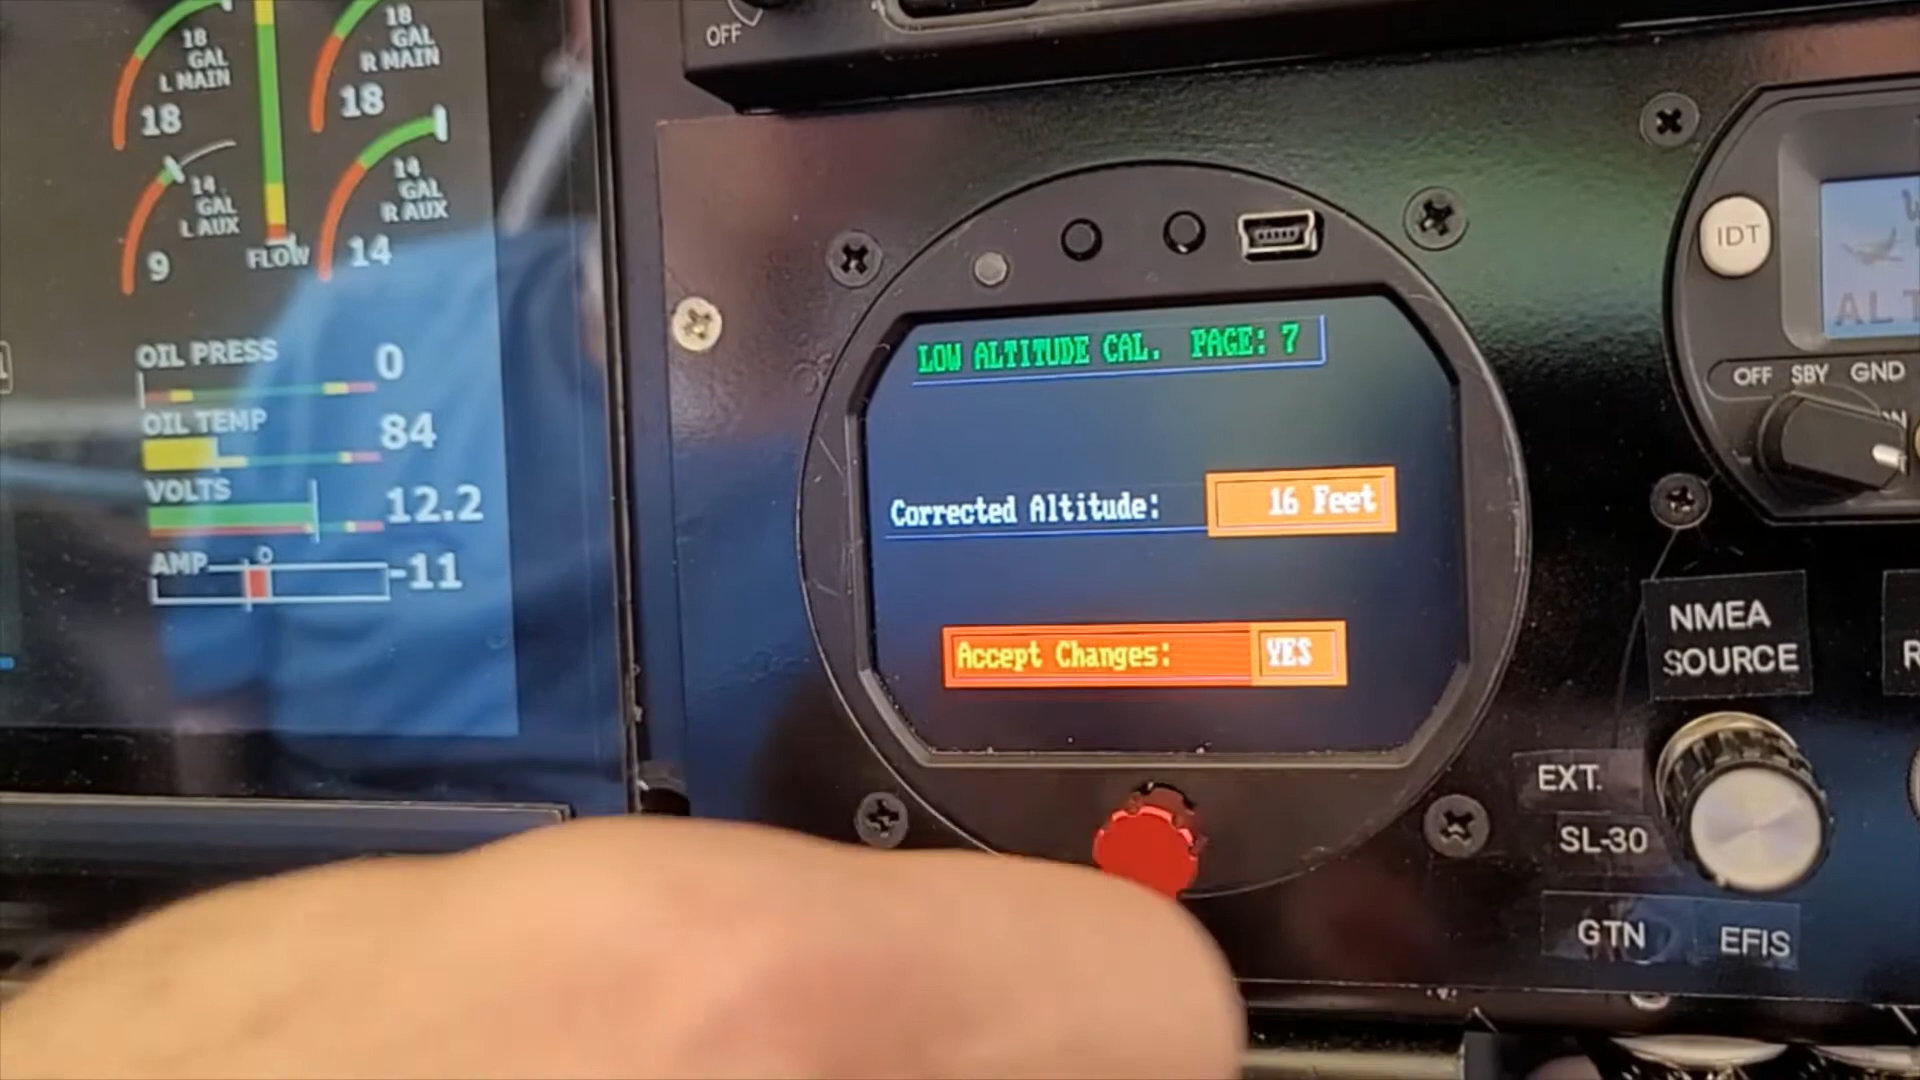 18
GAL
L MAIN
18
18
GAL
R MAIN
18
14
GAL
L AUX
9
FLOW
14
GAL
R AUX
14
OIL PRESS 0
OIL TEMP 84
VOLTS 12.2
AMP 0 -11
OFF
LOW ALTITUDE CAL. PAGE: 7
Corrected Altitude: 16 Feet
Accept Changes: YES
IDT
ALT
OFF SBY GND
NMEA
SOURCE
EXT.
SL-30
GTN
EFIS